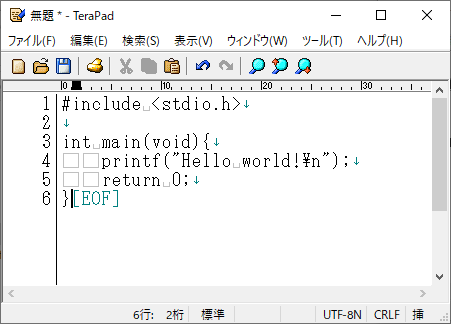 無題 * - TeraPad
ファイル(F) 編集(E) 検索(S) 表示(V) ウィンドウ(W) ツール(T) ヘルプ(H)
0 10 20 30
1 #include <stdio.h>↓
2 ↓
3 int main(void){↓
4 □□printf("Hello world!¥n");↓
5 □□return 0;↓
6 }[EOF]
6行: 2桁 標準 UTF-8N CRLF 挿